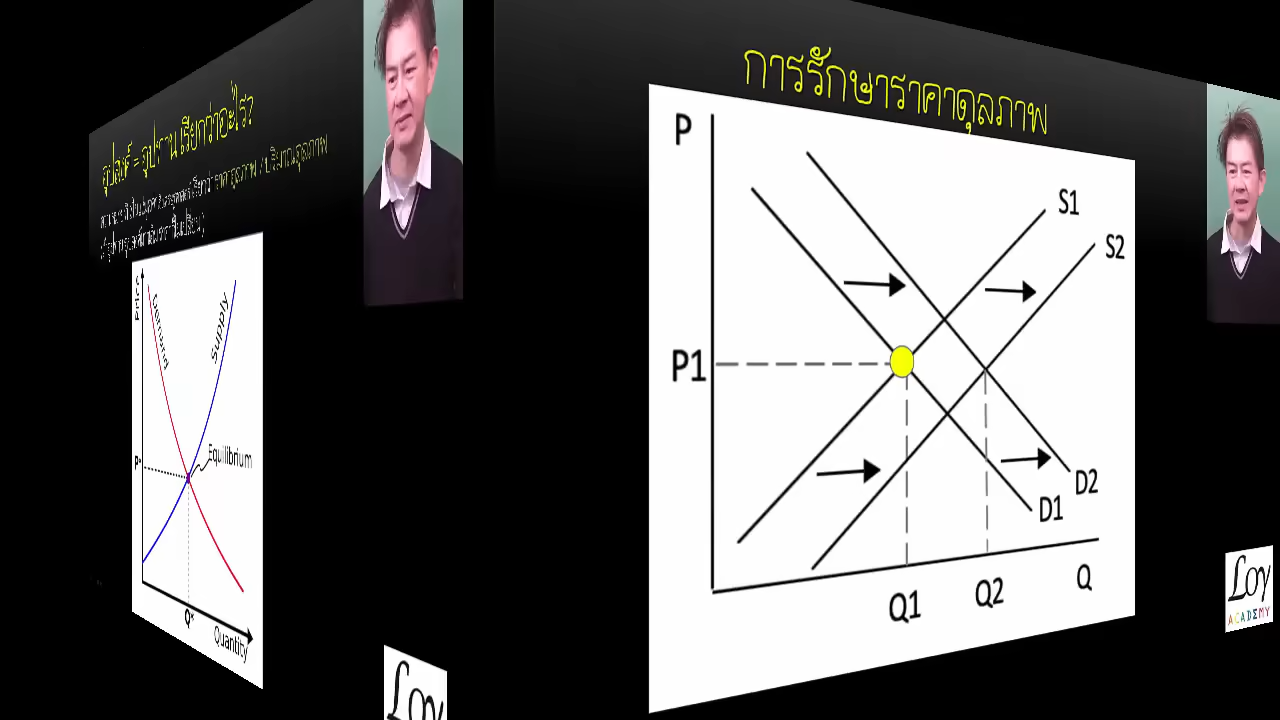 อุปสงค์ = อุปทาน เรียกว่าอะไร?
Price
Demand
Supply
P*
Equilibrium
Q*
Quantity
Loy
การรักษาราคาดุลภาพ
P
S1
S2
P1
D2
D1
Q1
Q2
Q
Loy
ACADEMY